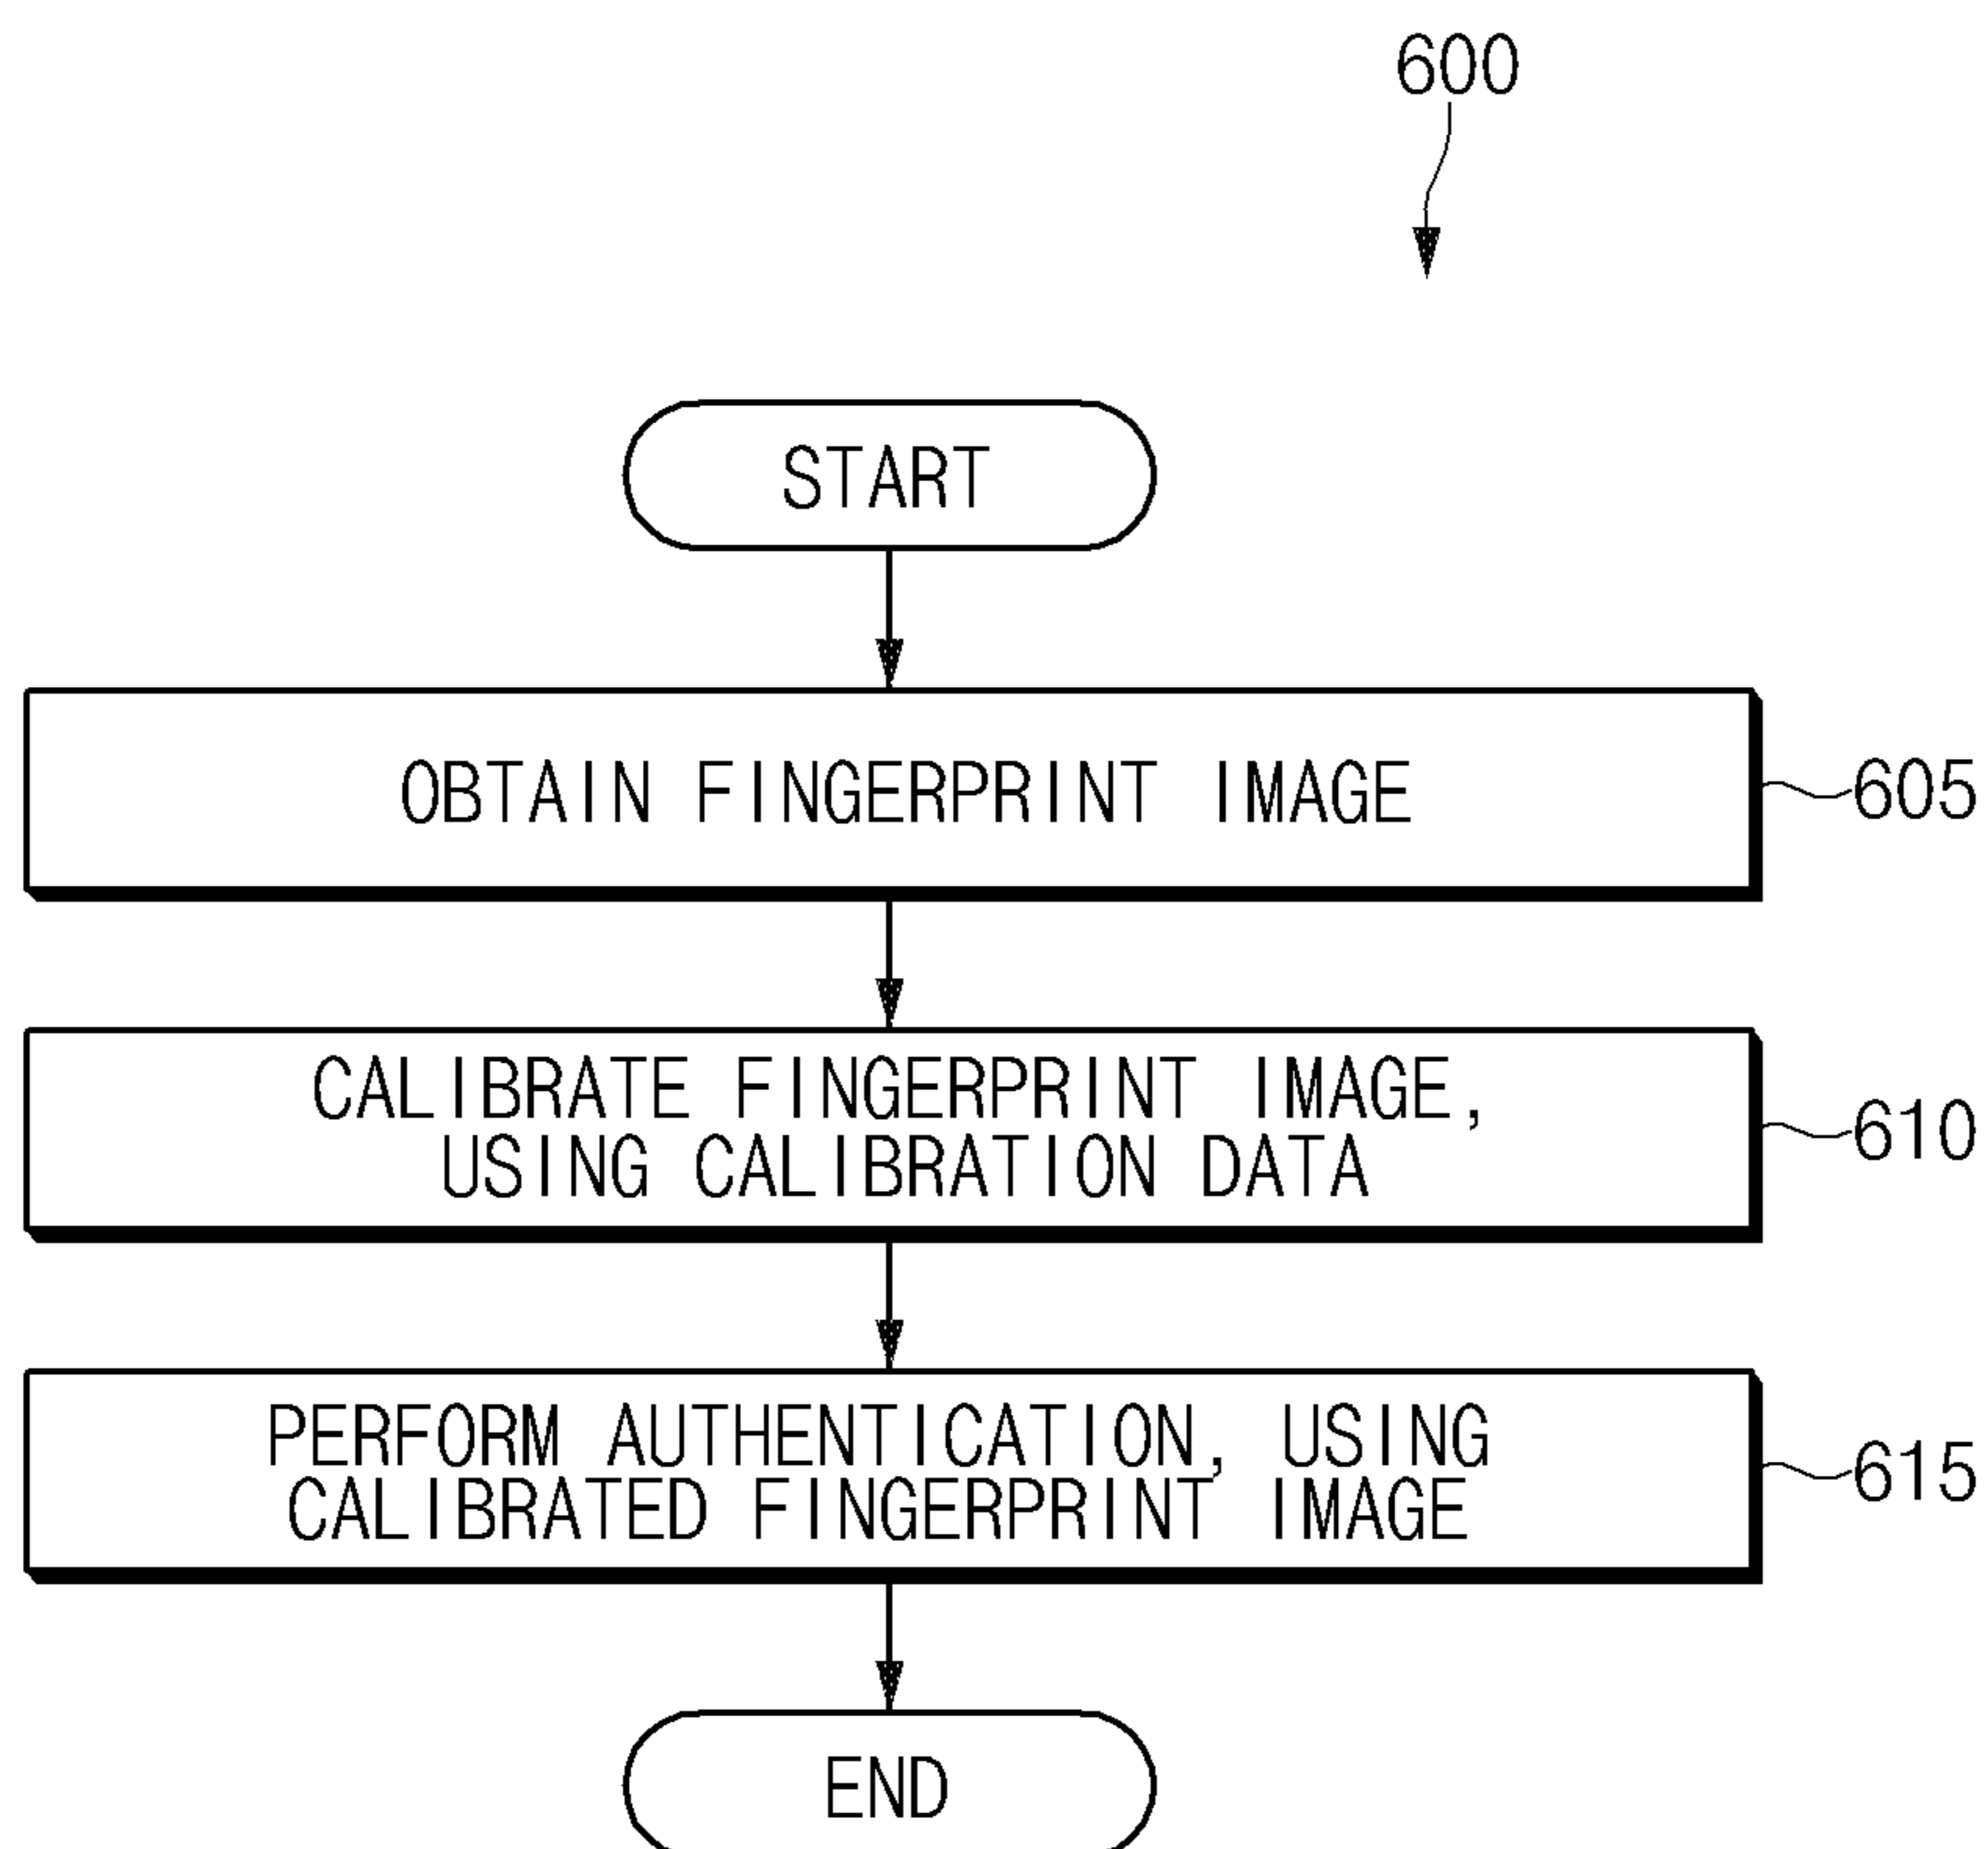 600
START
OBTAIN FINGERPRINT IMAGE
605
CALIBRATE FINGERPRINT IMAGE,
USING CALIBRATION DATA
610
PERFORM AUTHENTICATION, USING
CALIBRATED FINGERPRINT IMAGE
615
END